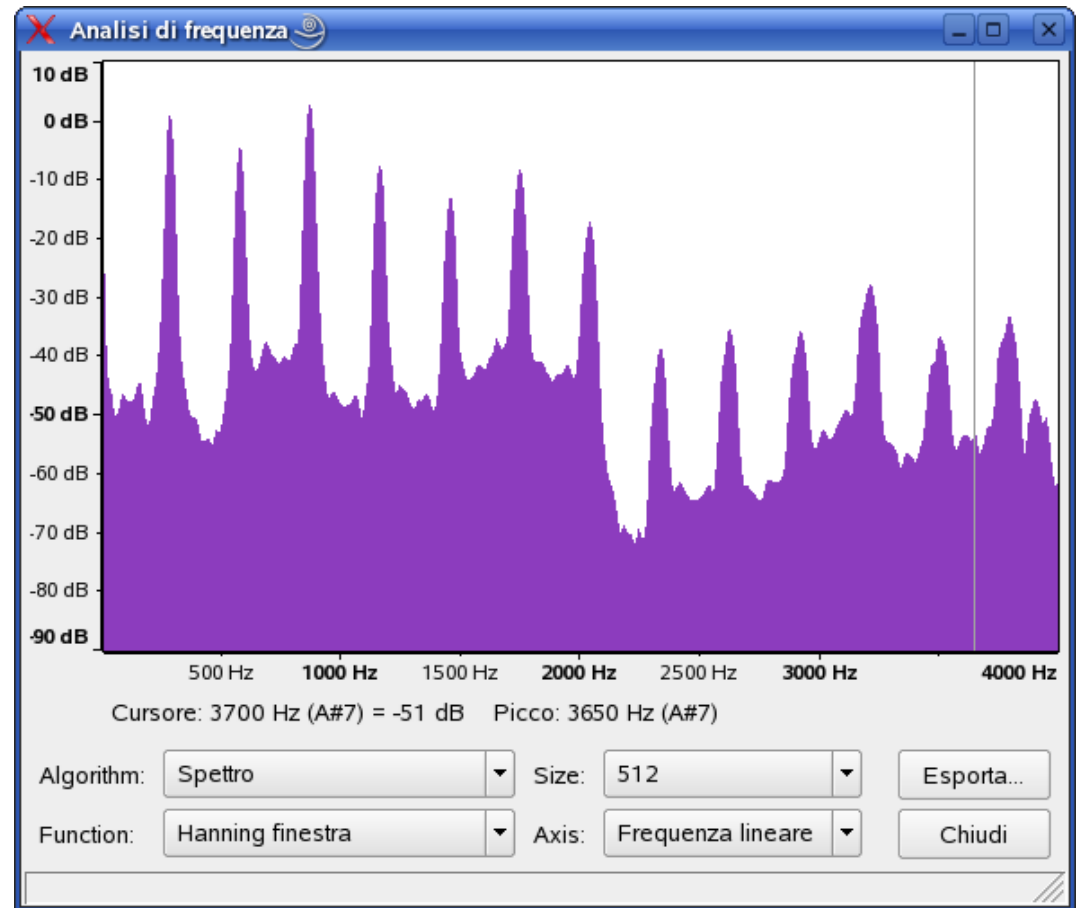 Analisi di frequenza
10 dB
0 dB
-10 dB
-20 dB
-30 dB
-40 dB
-50 dB
-60 dB
-70 dB
-80 dB
-90 dB
500 Hz 1000 Hz 1500 Hz 2000 Hz 2500 Hz 3000 Hz 4000 Hz
Cursore: 3700 Hz (A#7) = -51 dB Picco: 3650 Hz (A#7)
Algorithm: Spettro Size: 512 Esporta...
Function: Hanning finestra Axis: Frequenza lineare Chiudi